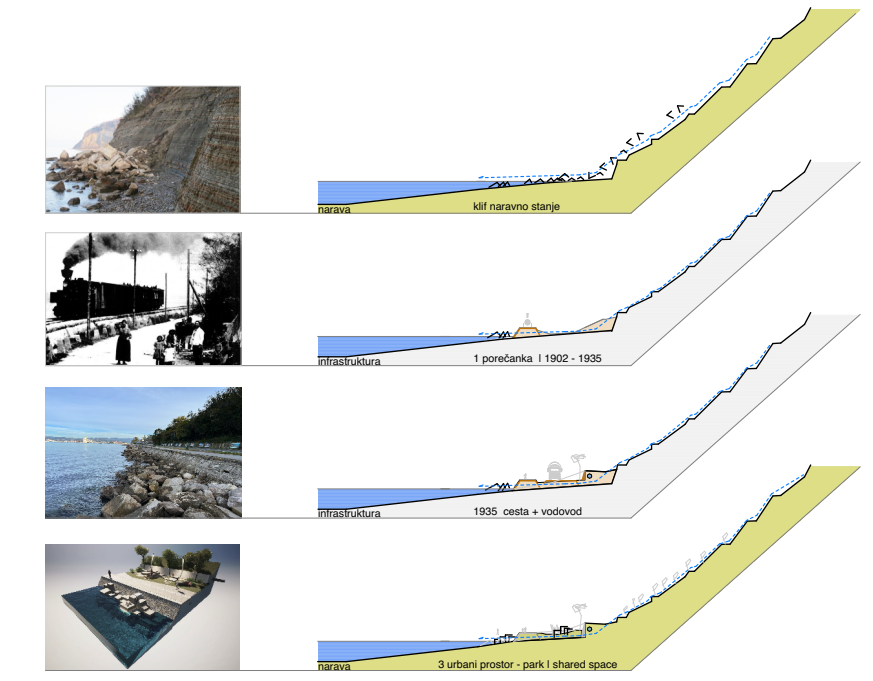 narava
klif naravno stanje
infrastruktura
1 porečanka I 1902 - 1935
infrastruktura
1935 cesta + vodovod
narava
3 urbani prostor - park I shared space